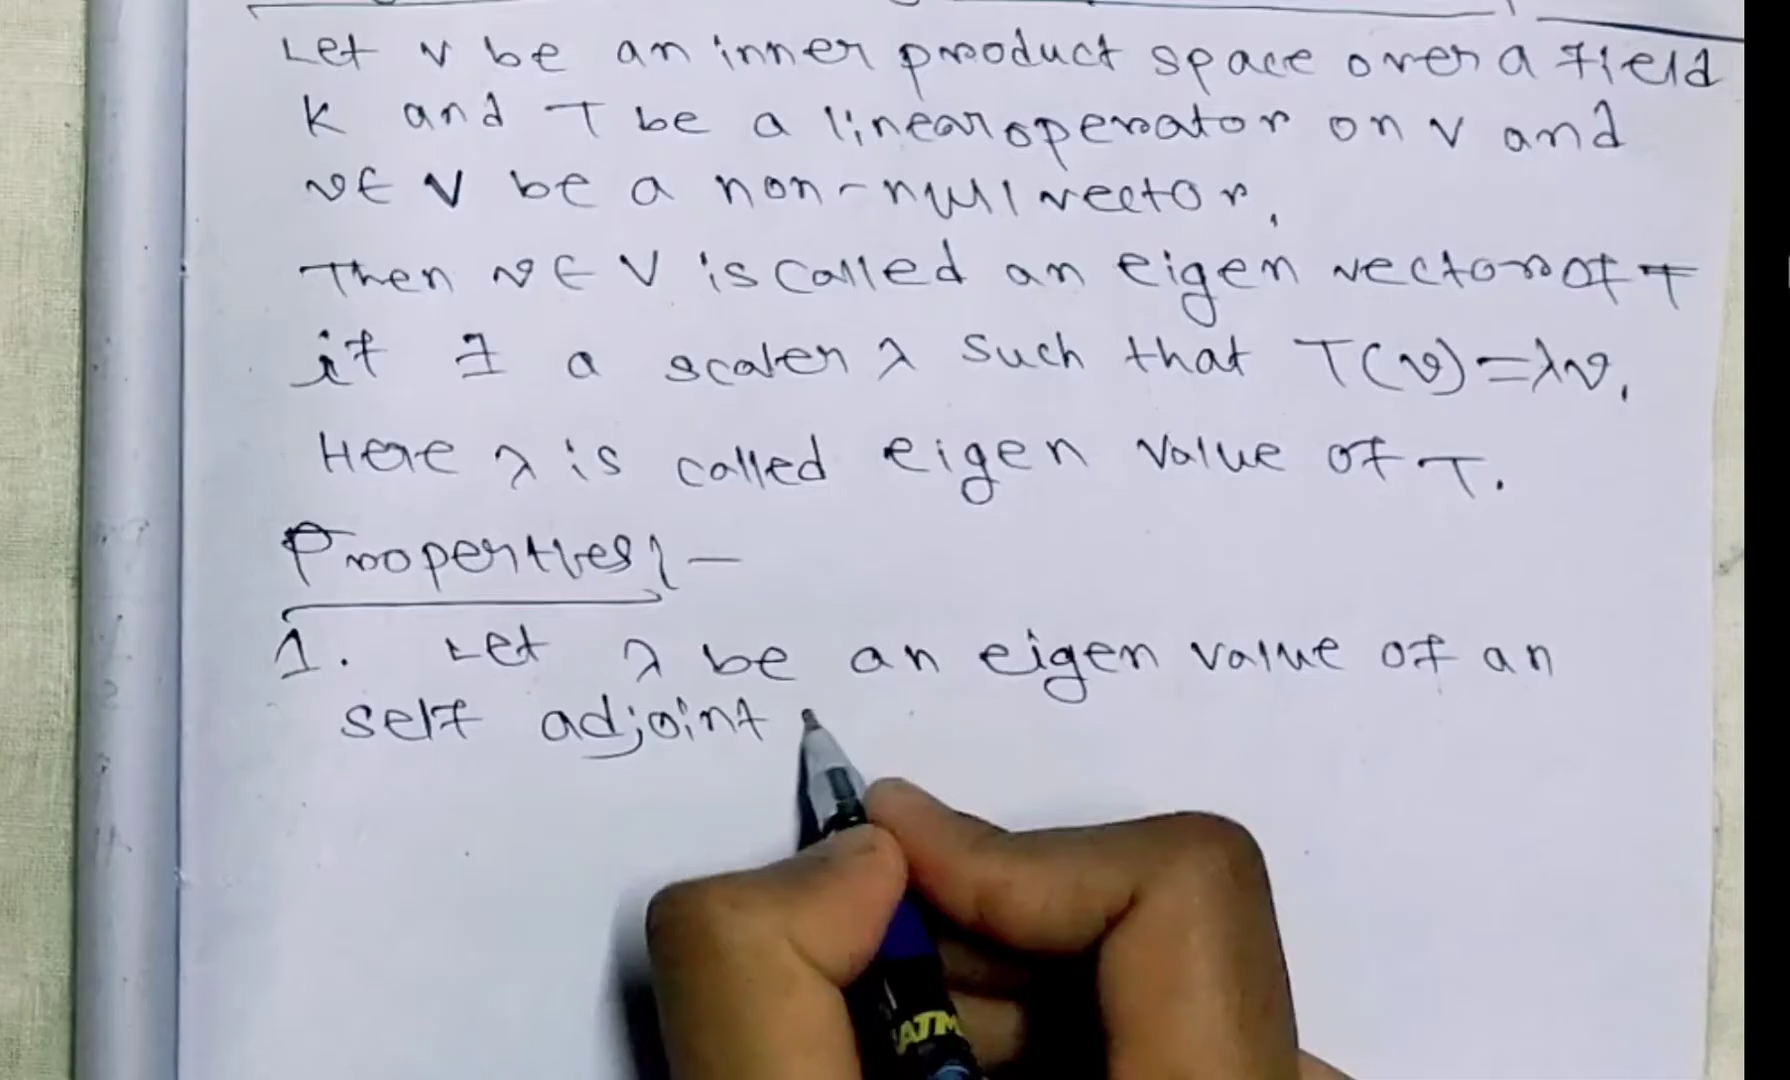 Let V be an inner product space over a field
K and T be a linear operator on V and
v ∈ V be a non-null vector.
Then v ∈ V is called an eigen vector of T
if ∃ a scaler λ such that T(v) = λv.
Here λ is called eigen value of T.
Properties :-
1. Let λ be an eigen value of an
self adjoint
ATM